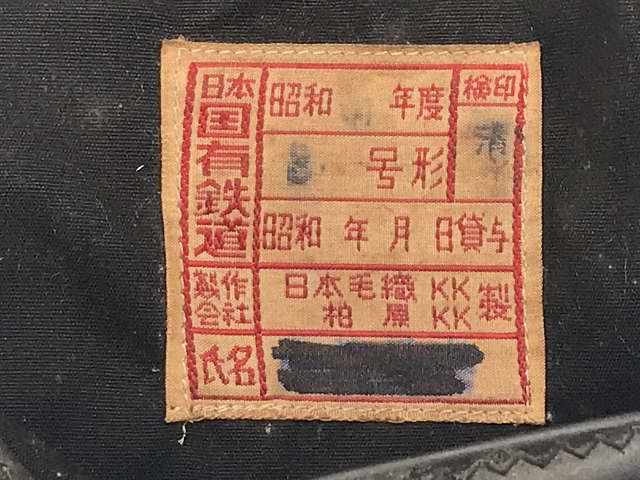 日本国有鉄道
昭和 年度
検印
号形
昭和 年 月 日貸与
製作会社
日本毛織 KK
柏原 KK
製
氏名